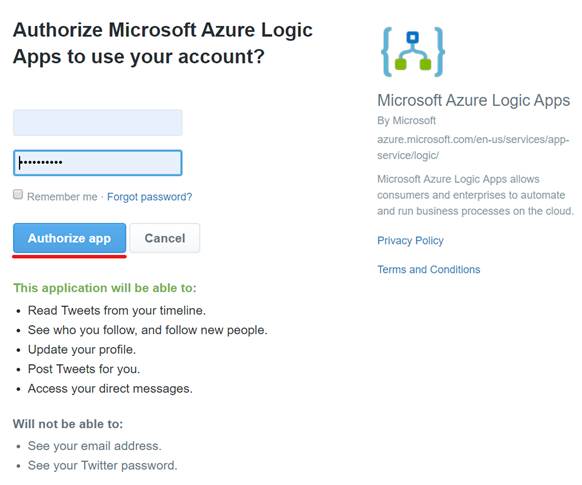 Authorize Microsoft Azure Logic
Apps to use your account?
••••••••••
Remember me · Forgot password?
Authorize app
Cancel
This application will be able to:
• Read Tweets from your timeline.
• See who you follow, and follow new people.
• Update your profile.
• Post Tweets for you.
• Access your direct messages.
Will not be able to:
• See your email address.
• See your Twitter password.
Microsoft Azure Logic Apps
By Microsoft
azure.microsoft.com/en-us/services/app-
service/logic/
Microsoft Azure Logic Apps allows
consumers and enterprises to automate
and run business processes on the cloud.
Privacy Policy
Terms and Conditions